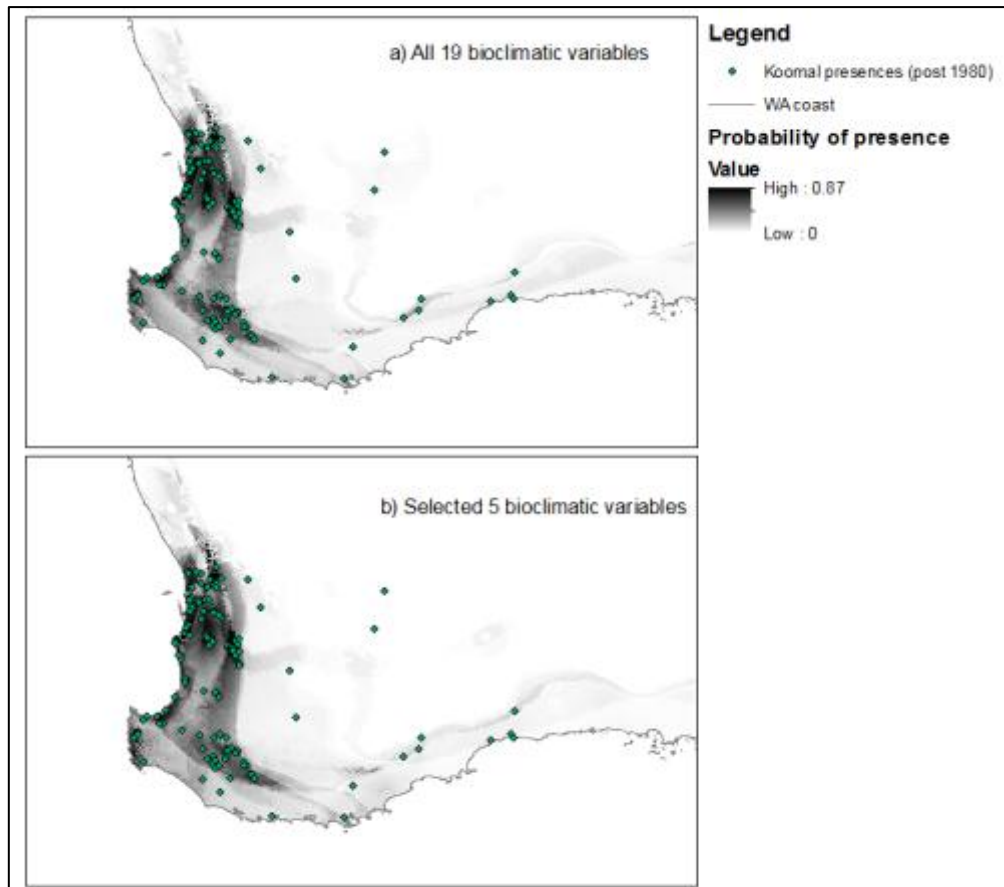 a) All 19 bioclimatic variables
b) Selected 5 bioclimatic variables
Legend
Koomal presences (post 1980)
WA coast
Probability of presence
Value
High : 0.87
Low : 0